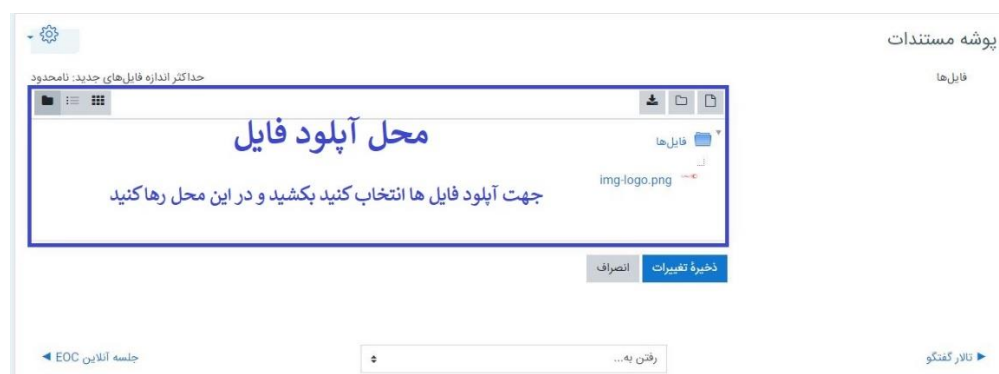 پوشه مستندات
فایل‌ها
حداکثر اندازه فایل‌های جدید: نامحدود
محل آپلود فایل
فایل‌ها
img-logo.png
جهت آپلود فایل ها انتخاب کنید بکشید و در این محل رها کنید
ذخیرهٔ تغییرات
انصراف
◀ تالار گفتگو
رفتن به...
جلسه آنلاین EOC ◀